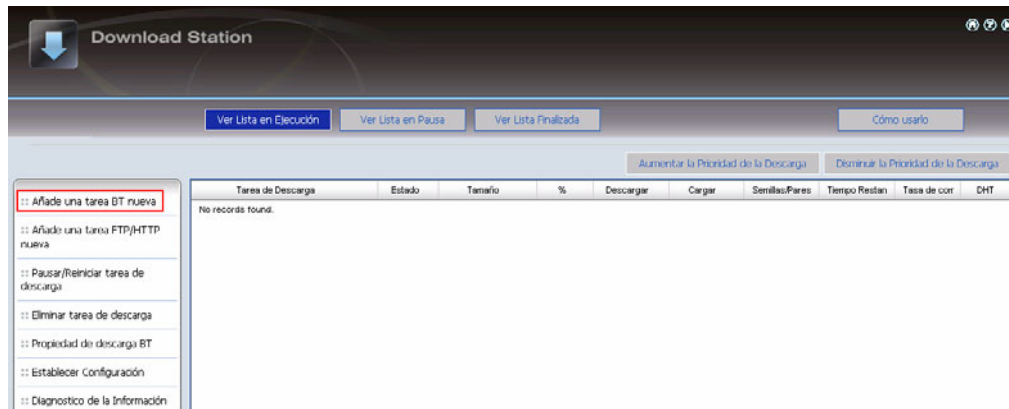 Download Station
Ver Lista en Ejecución
Ver Lista en Pausa
Ver Lista Finalizada
Cómo usarlo
Aumentar la Prioridad de la Descarga
Disminuir la Prioridad de la Descarga
Tarea de Descarga
Estado
Tamaño
%
Descargar
Cargar
Semillas/Pares
Tiempo Restan
Tasa de com
DHT
No records found.
:: Añade una tarea BT nueva
:: Añade una tarea FTP/HTTP
nueva
:: Pausar/Reiniciar tarea de
descarga
:: Eliminar tarea de descarga
:: Propiedad de descarga BT
:: Establecer Configuración
:: Diagnostico de la Información